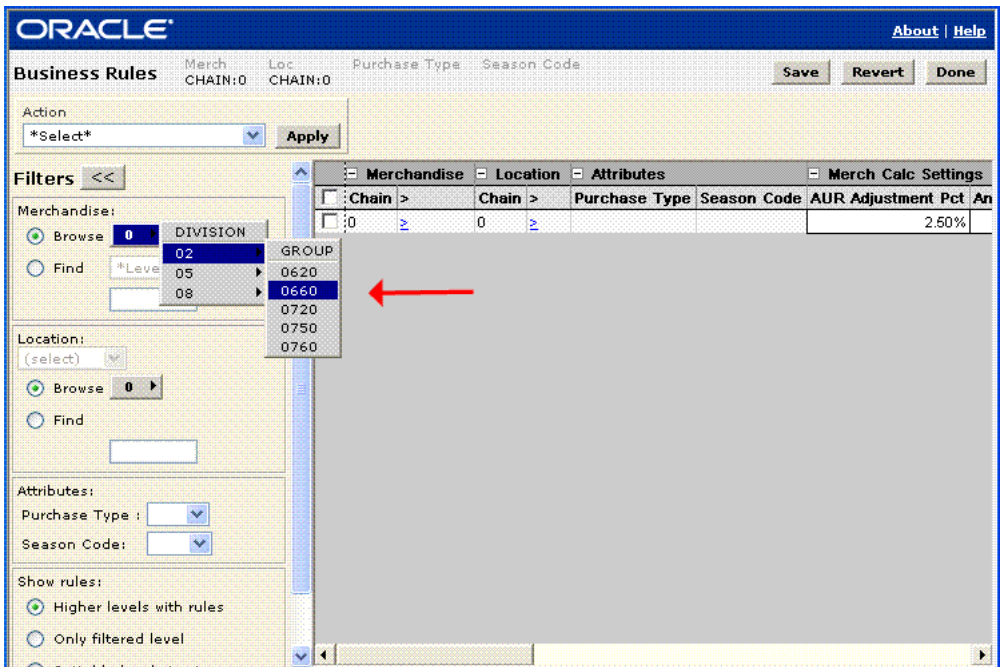 ORACLE
About | Help
Business Rules
Merch
CHAIN:0
Loc
CHAIN:0
Purchase Type
Season Code
Save
Revert
Done
Action
*Select*
Apply
Filters <<
Merchandise:
Browse 0
Find *Leve
DIVISION
02
05
08
GROUP
0620
0660
0720
0750
0760
Location:
(select)
Browse 0
Find
Attributes:
Purchase Type :
Season Code:
Show rules:
Higher levels with rules
Only filtered level
Merchandise Location Attributes Merch Calc Settings
Chain > Chain > Purchase Type Season Code AUR Adjustment Pct An
0 > 0 > 2.50%